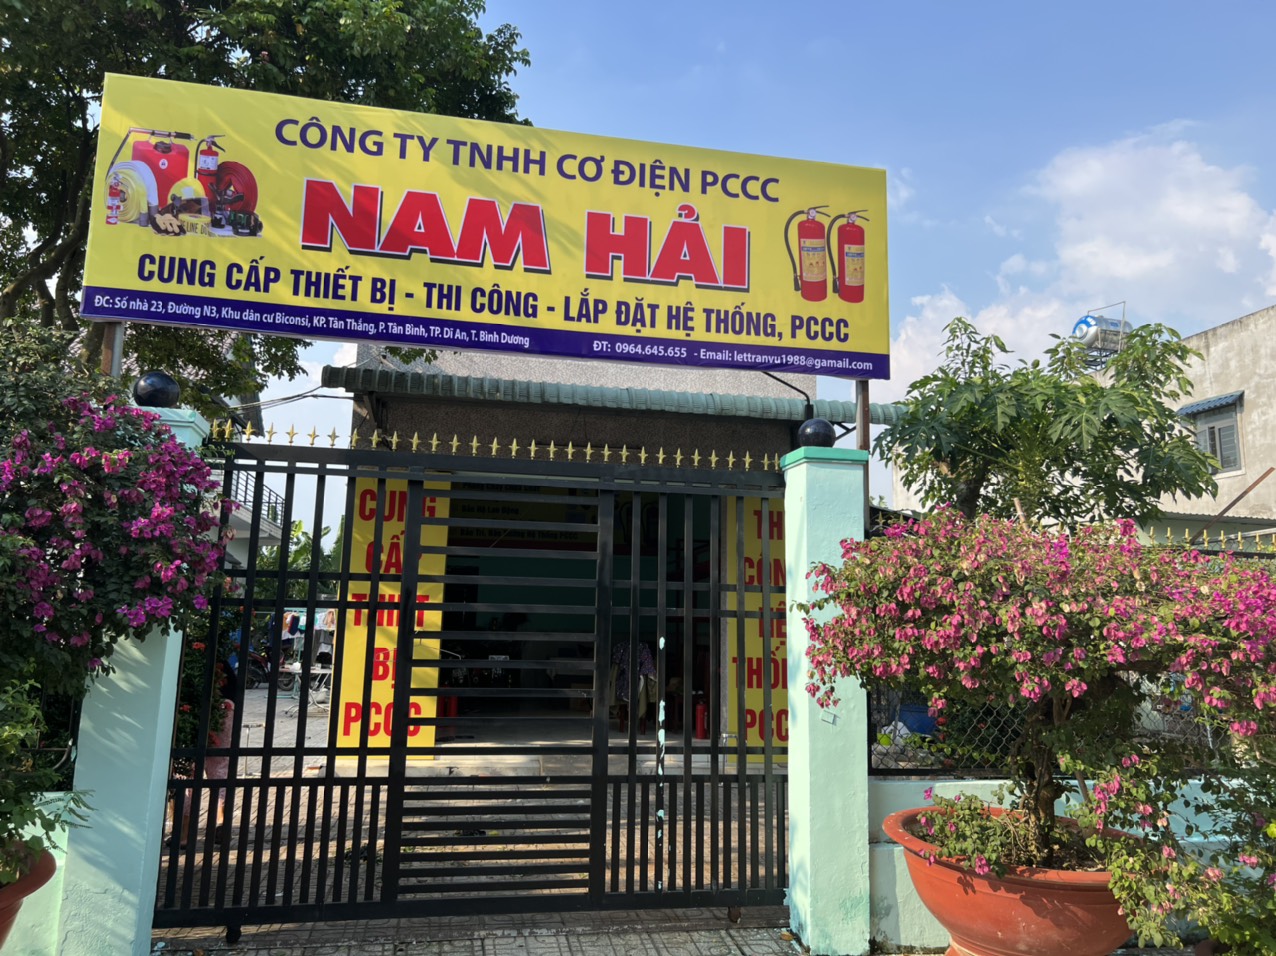 CÔNG TY TNHH CƠ ĐIỆN PCCC
NAM HẢI
CUNG CẤP THIẾT BỊ - THI CÔNG - LẮP ĐẶT HỆ THỐNG, PCCC
ĐC: Số nhà 23, Đường N3, Khu dân cư Biconsi, KP. Tân Thắng, P. Tân Bình, TP. Dĩ An, T. Bình Dương
ĐT: 0964.645.655 - Email: lettranvu1988@gamail.com
CUNG
CẤP
THIẾT
BỊ
PCCC
THI
CÔNG
HỆ
THỐNG
PCCC